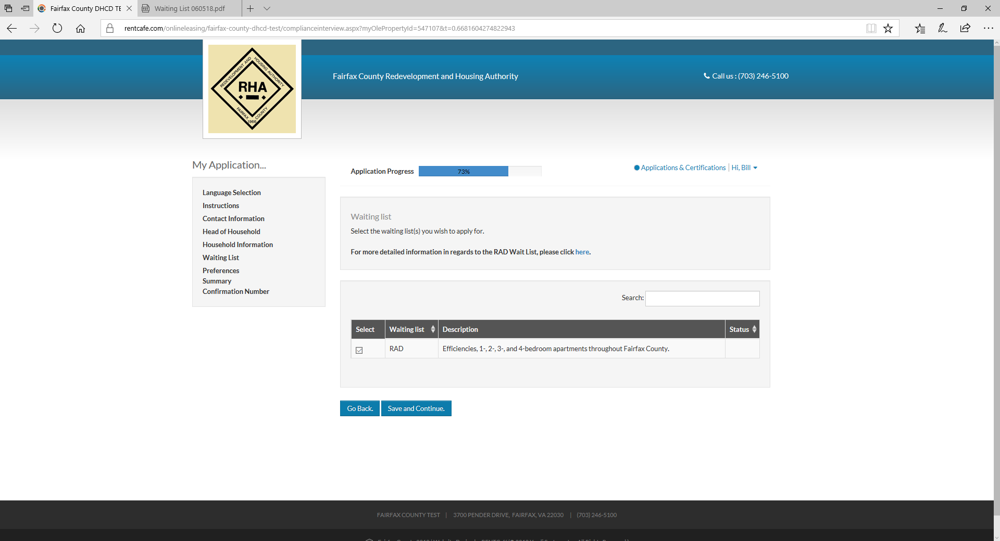 Fairfax County DHCD TE
Waiting List 060518.pdf
rentcafe.com/onlineleasing/fairfax-county-dhcd-test/complianceinterview.aspx?myOlePropertyId=547107&t=0.6681604274822943
REDEVELOPMENT AND HOUSING AUTHORITY
RHA
FAIRFAX COUNTY
1966
Fairfax County Redevelopment and Housing Authority
Call us : (703) 246-5100
My Application...
Language Selection
Instructions
Contact Information
Head of Household
Household Information
Waiting List
Preferences
Summary
Confirmation Number
Application Progress 73%
Applications & Certifications Hi, Bill
Waiting list
Select the waiting list(s) you wish to apply for.
For more detailed information in regards to the RAD Wait List, please click here.
Search:
Select Waiting list Description Status
RAD Efficiencies, 1-, 2-, 3-, and 4-bedroom apartments throughout Fairfax County.
Go Back. Save and Continue.
FAIRFAX COUNTY TEST | 3700 PENDER DRIVE, FAIRFAX, VA 22030 | (703) 246-5100